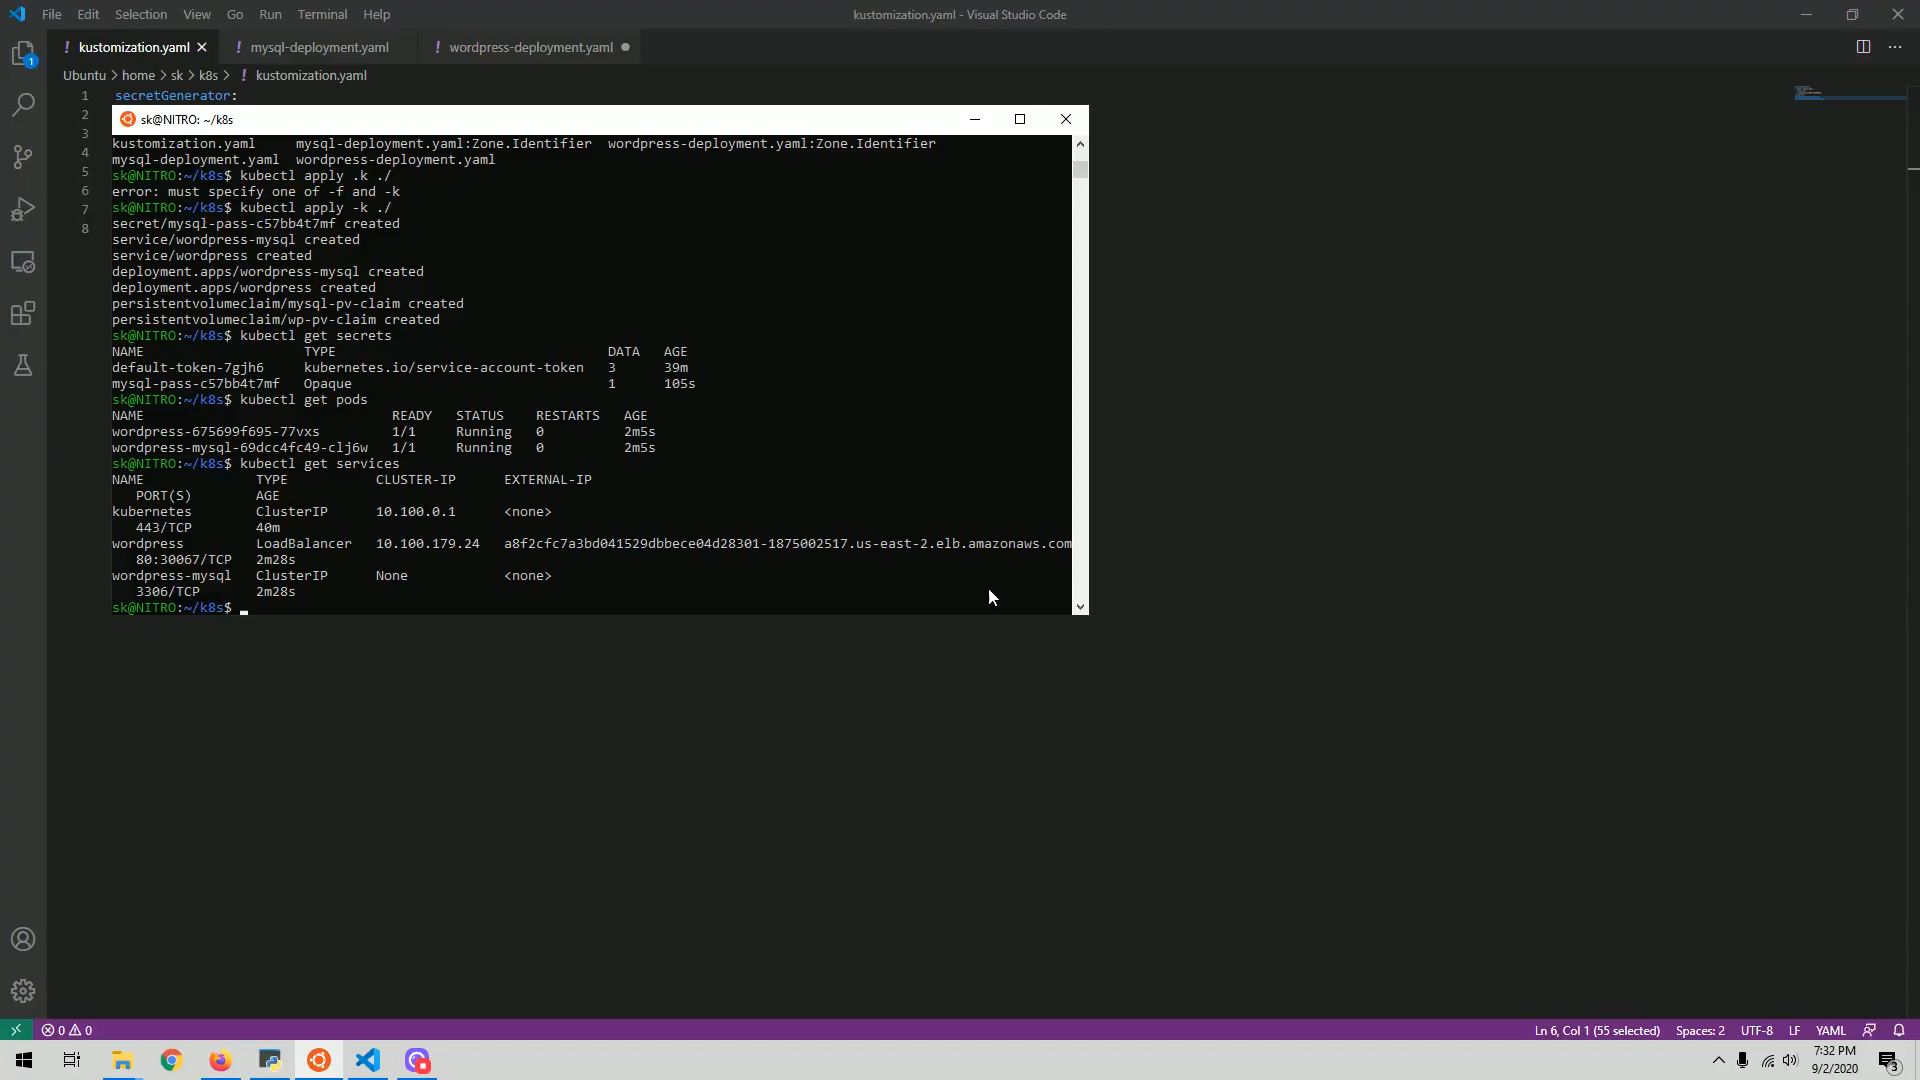 File Edit Selection View Go Run Terminal Help
kustomization.yaml - Visual Studio Code
! kustomization.yaml
! mysql-deployment.yaml
! wordpress-deployment.yaml
Ubuntu > home > sk > k8s > ! kustomization.yaml
1 secretGenerator:
2
3
4
5
6
7
8
sk@NITRO: ~/k8s
kustomization.yaml mysql-deployment.yaml:Zone.Identifier wordpress-deployment.yaml:Zone.Identifier
mysql-deployment.yaml wordpress-deployment.yaml
sk@NITRO:~/k8s$ kubectl apply .k ./
error: must specify one of -f and -k
sk@NITRO:~/k8s$ kubectl apply -k ./
secret/mysql-pass-c57bb4t7mf created
service/wordpress-mysql created
service/wordpress created
deployment.apps/wordpress-mysql created
deployment.apps/wordpress created
persistentvolumeclaim/mysql-pv-claim created
persistentvolumeclaim/wp-pv-claim created
sk@NITRO:~/k8s$ kubectl get secrets
NAME TYPE DATA AGE
default-token-7gjh6 kubernetes.io/service-account-token 3 39m
mysql-pass-c57bb4t7mf Opaque 1 105s
sk@NITRO:~/k8s$ kubectl get pods
NAME READY STATUS RESTARTS AGE
wordpress-675699f695-77vxs 1/1 Running 0 2m5s
wordpress-mysql-69dcc4fc49-clj6w 1/1 Running 0 2m5s
sk@NITRO:~/k8s$ kubectl get services
NAME TYPE CLUSTER-IP EXTERNAL-IP
PORT(S) AGE
kubernetes ClusterIP 10.100.0.1 <none>
443/TCP 40m
wordpress LoadBalancer 10.100.179.24 a8f2cfc7a3bd041529dbbece04d28301-1875002517.us-east-2.elb.amazonaws.com
80:30067/TCP 2m28s
wordpress-mysql ClusterIP None <none>
3306/TCP 2m28s
sk@NITRO:~/k8s$
1
0 0
Ln 6, Col 1 (55 selected) Spaces: 2 UTF-8 LF YAML
7:32 PM
9/2/2020
3